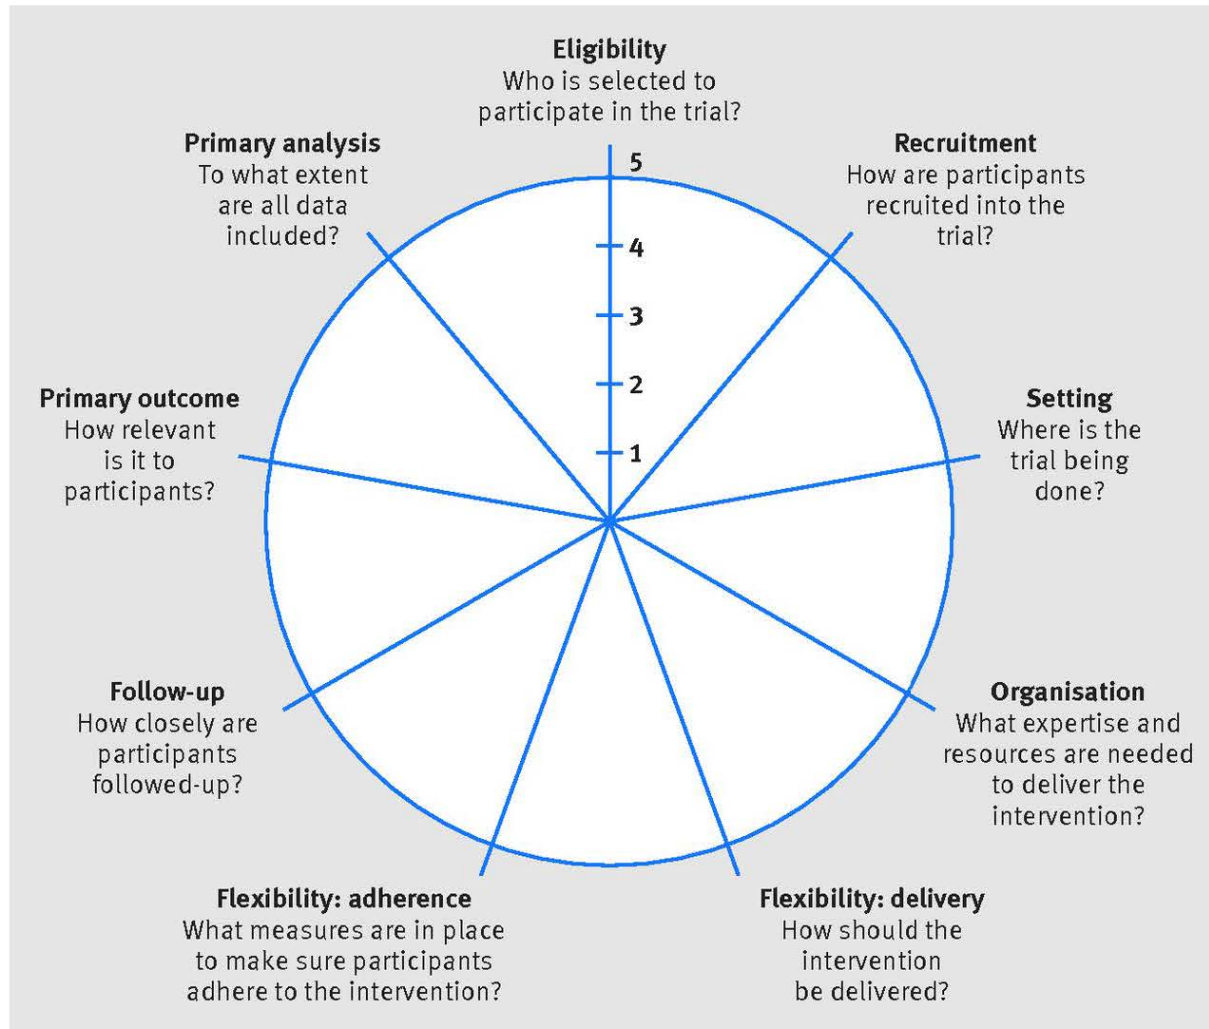 Eligibility
Who is selected to
participate in the trial?
Recruitment
How are participants
recruited into the
trial?
Setting
Where is the
trial being
done?
Organisation
What expertise and
resources are needed
to deliver the
intervention?
Flexibility: delivery
How should the
intervention
be delivered?
Flexibility: adherence
What measures are in place
to make sure participants
adhere to the intervention?
Follow-up
How closely are
participants
followed-up?
Primary outcome
How relevant
is it to
participants?
Primary analysis
To what extent
are all data
included?
5
4
3
2
1